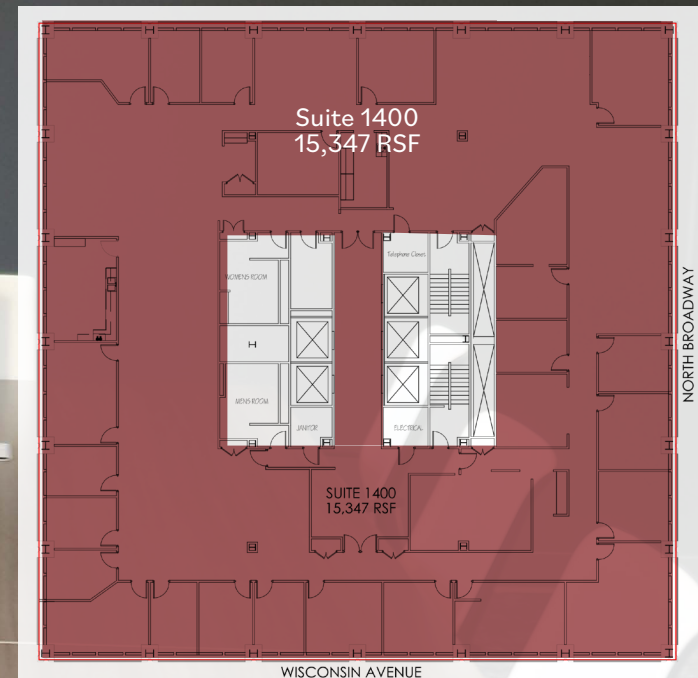 Suite 1400
15,347 RSF
Telephone Closet
WOMENS ROOM
MENS ROOM
JANITOR
ELECTRICAL
SUITE 1400
15,347 RSF
NORTH BROADWAY
WISCONSIN AVENUE